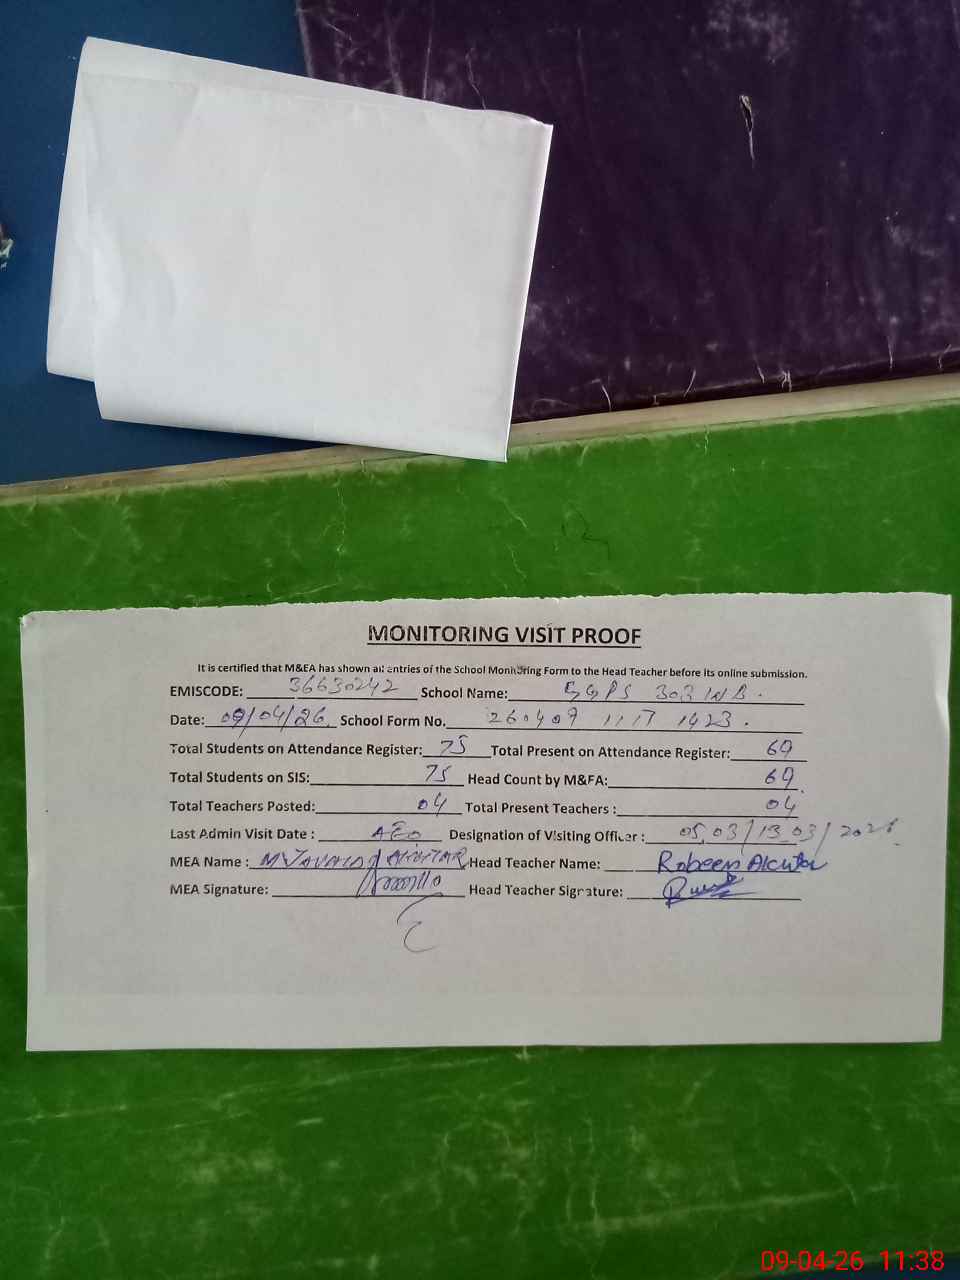 MONITORING VISIT PROOF
It is certified that M&EA has shown all entries of the School Monitoring Form to the Head Teacher before its online submission.
EMISCODE: 36630242 School Name: GGPS 303 WB.
Date: 09/04/26 School Form No. 260409 1117 1423.
Total Students on Attendance Register: 75 Total Present on Attendance Register: 69
Total Students on SIS: 75 Head Count by M&FA: 69
Total Teachers Posted: 04 Total Present Teachers : 04
Last Admin Visit Date : AEO Designation of Visiting Officer : 05,03/13,03/2026
MEA Name : Head Teacher Name: Robeen Akhtar
MEA Signature: Head Teacher Signature:
09-04-26 11:38